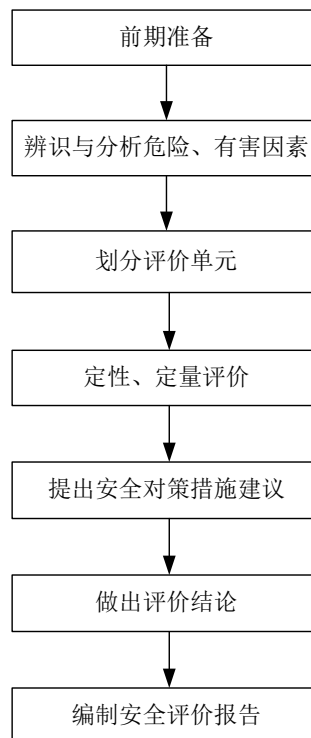 前期准备
辨识与分析危险、有害因素
划分评价单元
定性、定量评价
提出安全对策措施建议
做出评价结论
编制安全评价报告